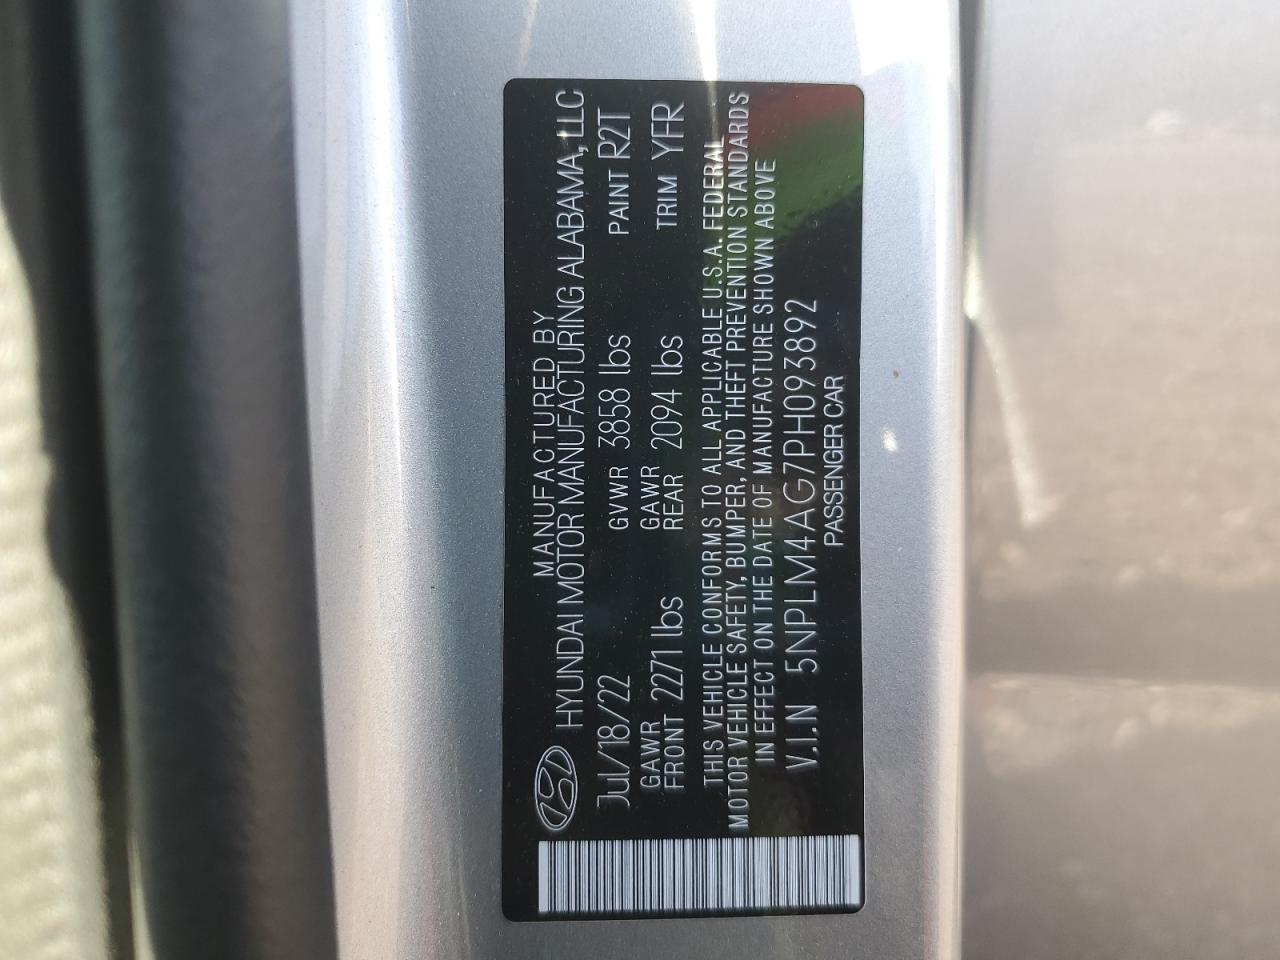 MANUFACTURED BY
HYUNDAI MOTOR MANUFACTURING ALABAMA, LLC
Jul/18/22 GVWR 3858 lbs PAINT R2T
GAWR FRONT 2271 lbs GAWR REAR 2094 lbs TRIM YFR
THIS VEHICLE CONFORMS TO ALL APPLICABLE U.S.A. FEDERAL
MOTOR VEHICLE SAFETY, BUMPER, AND THEFT PREVENTION STANDARDS
IN EFFECT ON THE DATE OF MANUFACTURE SHOWN ABOVE
V.I.N 5NPLM4AG7PH093892
PASSENGER CAR